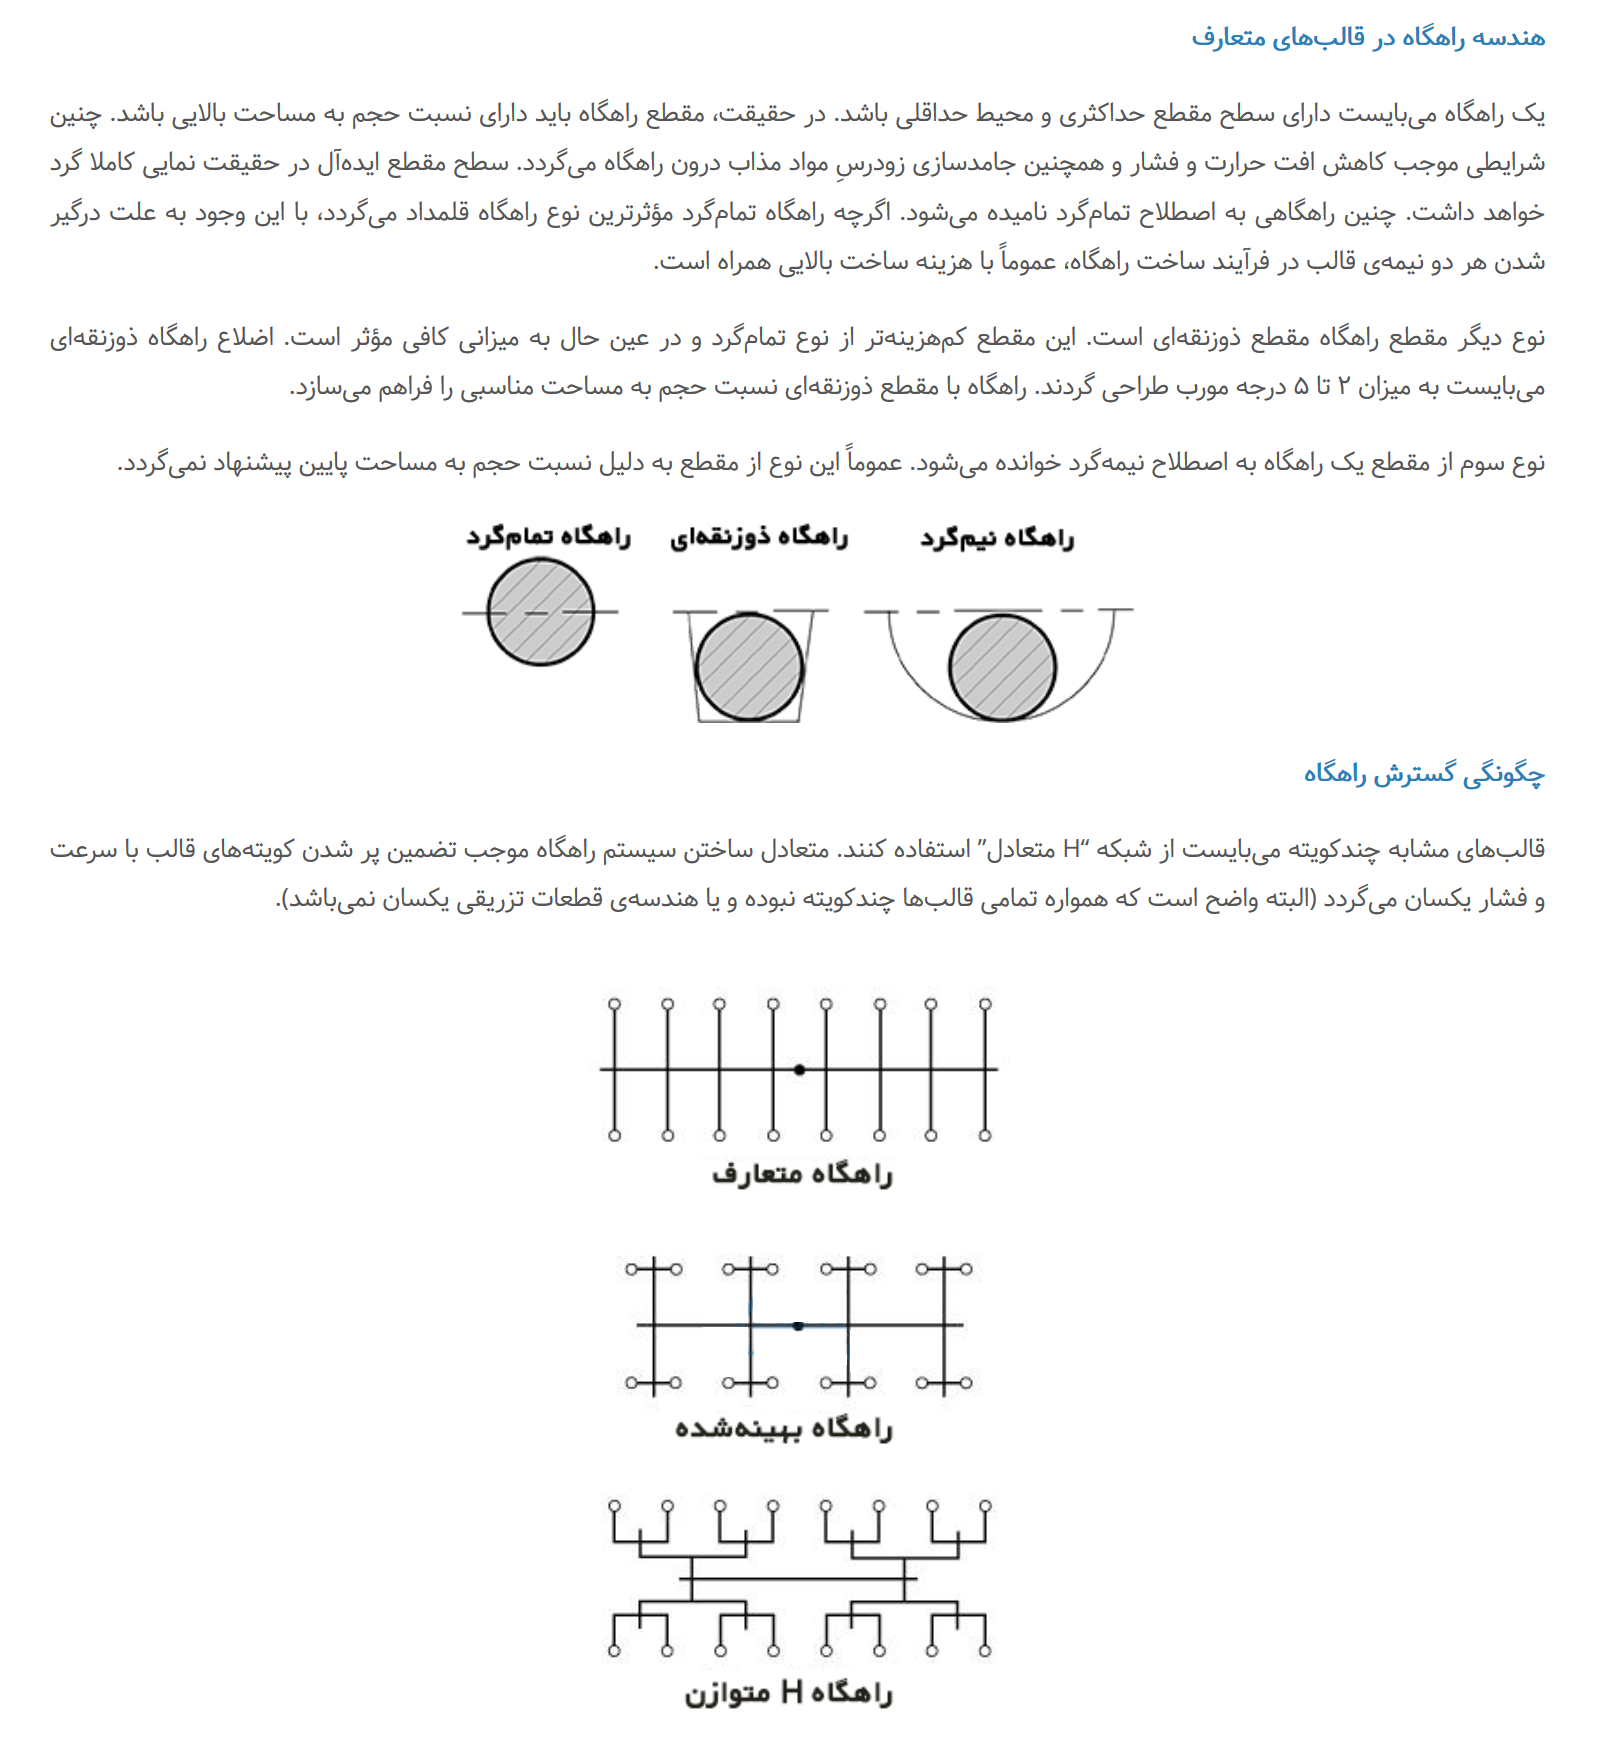 هندسه راهگاه در قالب‌های متعارف
یک راهگاه می‌بایست دارای سطح مقطع حداکثری و محیط حداقلی باشد. در حقیقت، مقطع راهگاه باید دارای نسبت حجم به مساحت بالایی باشد. چنین
شرایطی موجب کاهش افت حرارت و فشار و همچنین جامدسازی زودرسِ مواد مذاب درون راهگاه می‌گردد. سطح مقطع ایده‌آل در حقیقت نمایی کاملا گرد
خواهد داشت. چنین راهگاهی به اصطلاح تمام‌گرد نامیده می‌شود. اگرچه راهگاه تمام‌گرد مؤثرترین نوع راهگاه قلمداد می‌گردد، با این وجود به علت درگیر
شدن هر دو نیمه‌ی قالب در فرآیند ساخت راهگاه، عموماً با هزینه ساخت بالایی همراه است.
نوع دیگر مقطع راهگاه مقطع ذوزنقه‌ای است. این مقطع کم‌هزینه‌تر از نوع تمام‌گرد و در عین حال به میزانی کافی مؤثر است. اضلاع راهگاه ذوزنقه‌ای
می‌بایست به میزان ۲ تا ۵ درجه مورب طراحی گردند. راهگاه با مقطع ذوزنقه‌ای نسبت حجم به مساحت مناسبی را فراهم می‌سازد.
نوع سوم از مقطع یک راهگاه به اصطلاح نیمه‌گرد خوانده می‌شود. عموماً این نوع از مقطع به دلیل نسبت حجم به مساحت پایین پیشنهاد نمی‌گردد.
راهگاه نیم‌گرد
راهگاه ذوزنقه‌ای
راهگاه تمام‌گرد
چگونگی گسترش راهگاه
قالب‌های مشابه چندکویته می‌بایست از شبکه “H متعادل” استفاده کنند. متعادل ساختن سیستم راهگاه موجب تضمین پر شدن کویته‌های قالب با سرعت
و فشار یکسان می‌گردد (البته واضح است که همواره تمامی قالب‌ها چندکویته نبوده و یا هندسه‌ی قطعات تزریقی یکسان نمی‌باشد).
راهگاه متعارف
راهگاه بهینه‌شده
راهگاه H متوازن